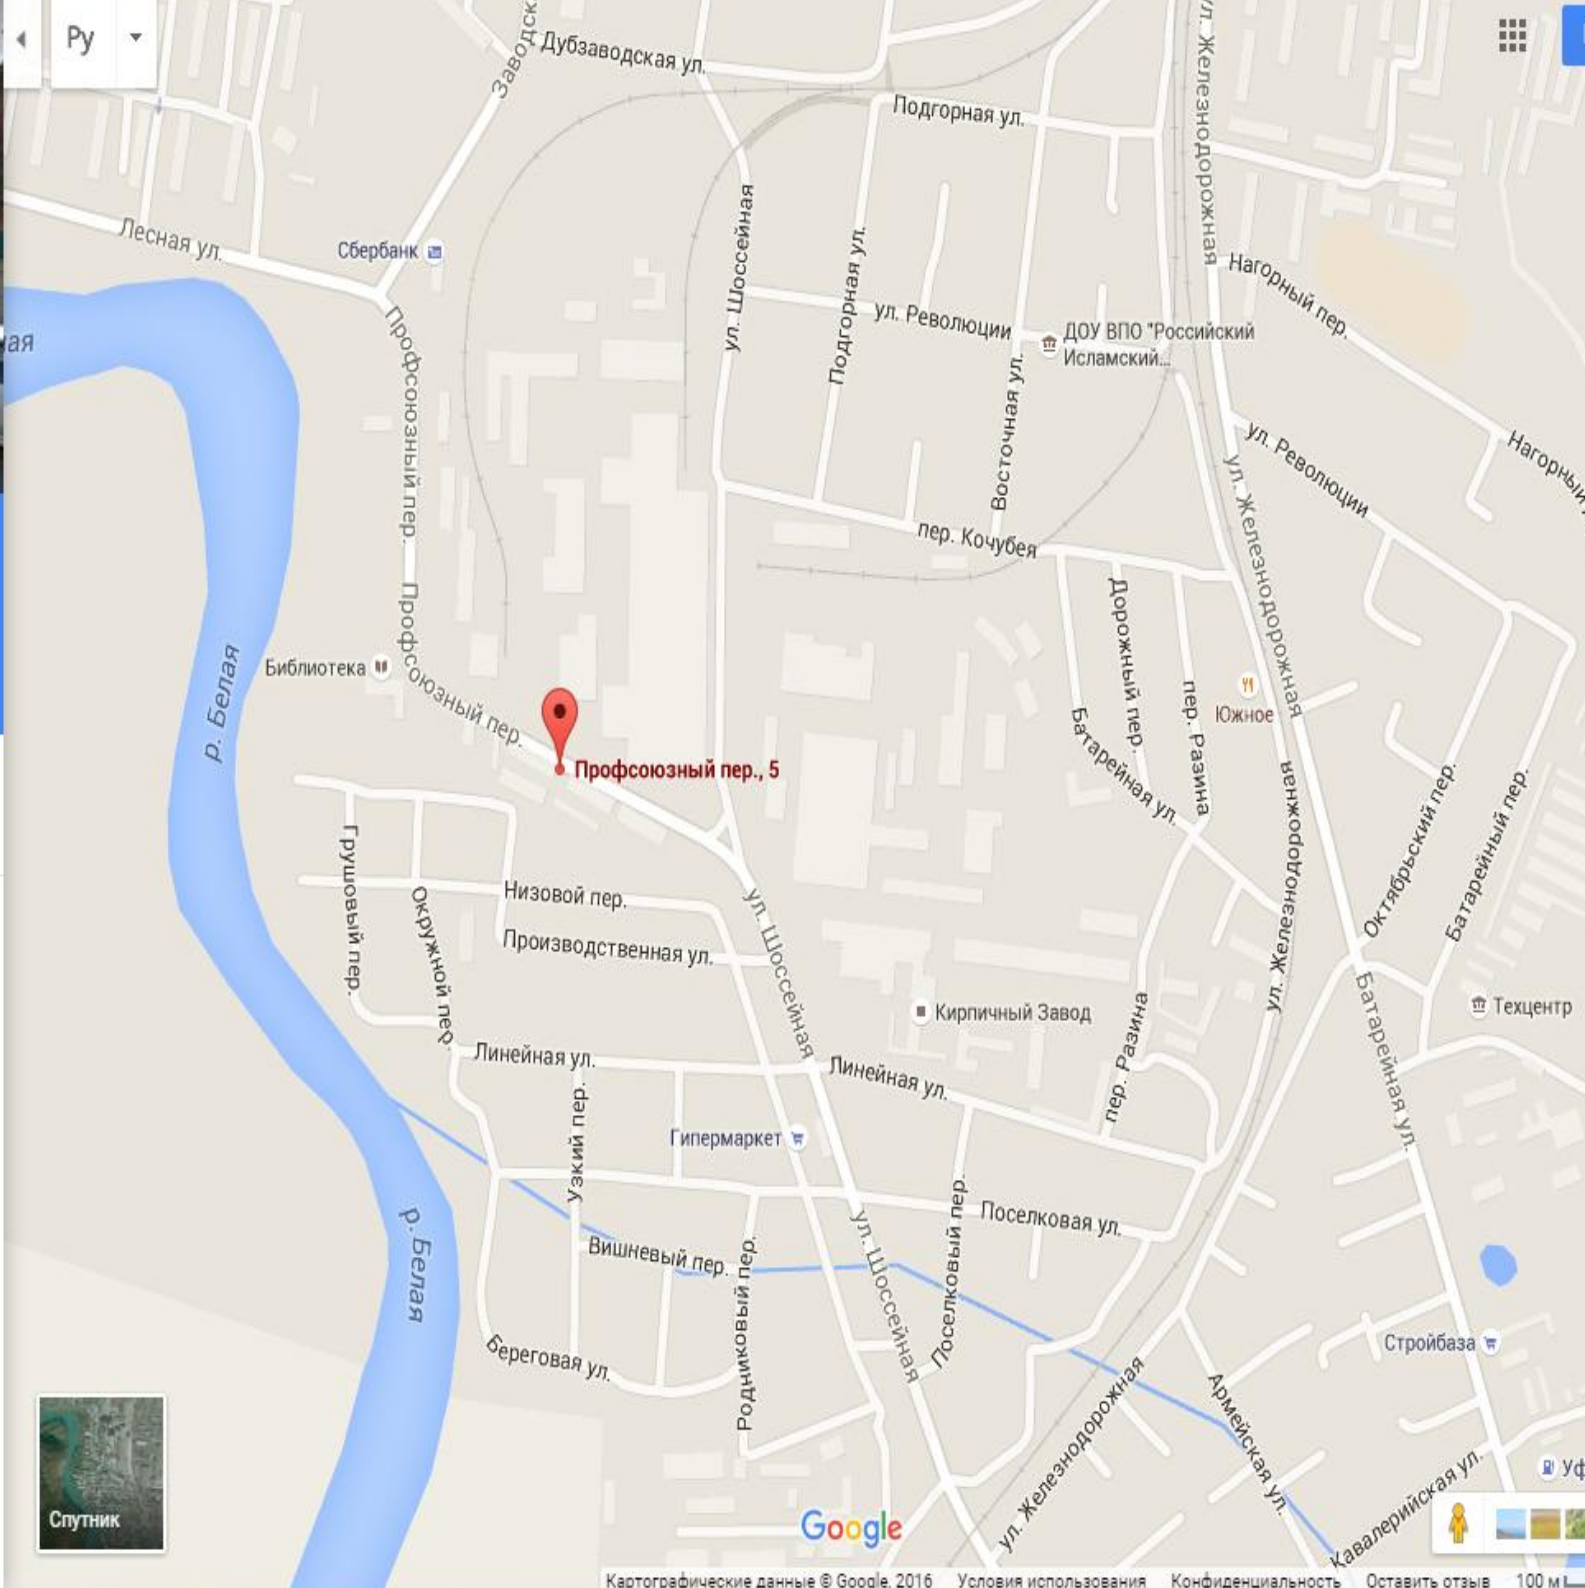 Ру
Заводск
Дубзаводская ул.
ул. Железнодорожная
Подгорная ул.
Лесная ул.
Сбербанк
ул. Шоссейная
Подгорная ул.
Нагорный пер.
ул. Революции
ДОУ ВПО "Российский
Исламский...
ая
Профсоюзный пер.
Восточная ул.
ул. Революции
Нагорный
ул. Железнодорожная
пер. Кочубея
Профсоюзный пер.
Дорожный пер.
Библиотека
р. Белая
пер. Разина
Южное
Батарейная ул.
Профсоюзный пер., 5
ул. Железнодорожная
Октябрьский пер.
Батарейный пер.
Грушовый пер.
Окружной пер.
Низовой пер.
ул. Шоссейная
Производственная ул.
Кирпичный Завод
Техцентр
пер. Разина
Батарейная ул.
Линейная ул.
Линейная ул.
Узкий пер.
Гипермаркет
Поселковый пер.
Поселковая ул.
р. Белая
Вишневый пер.
ул. Шоссейная
Родниковый пер.
Береговая ул.
Стройбаза
ул. Железнодорожная
Армейская ул.
Кавалерийская ул.
Уф
Спутник
Google
Картографические данные © Google, 2016 Условия использования Конфиденциальность Оставить отзыв 100 м